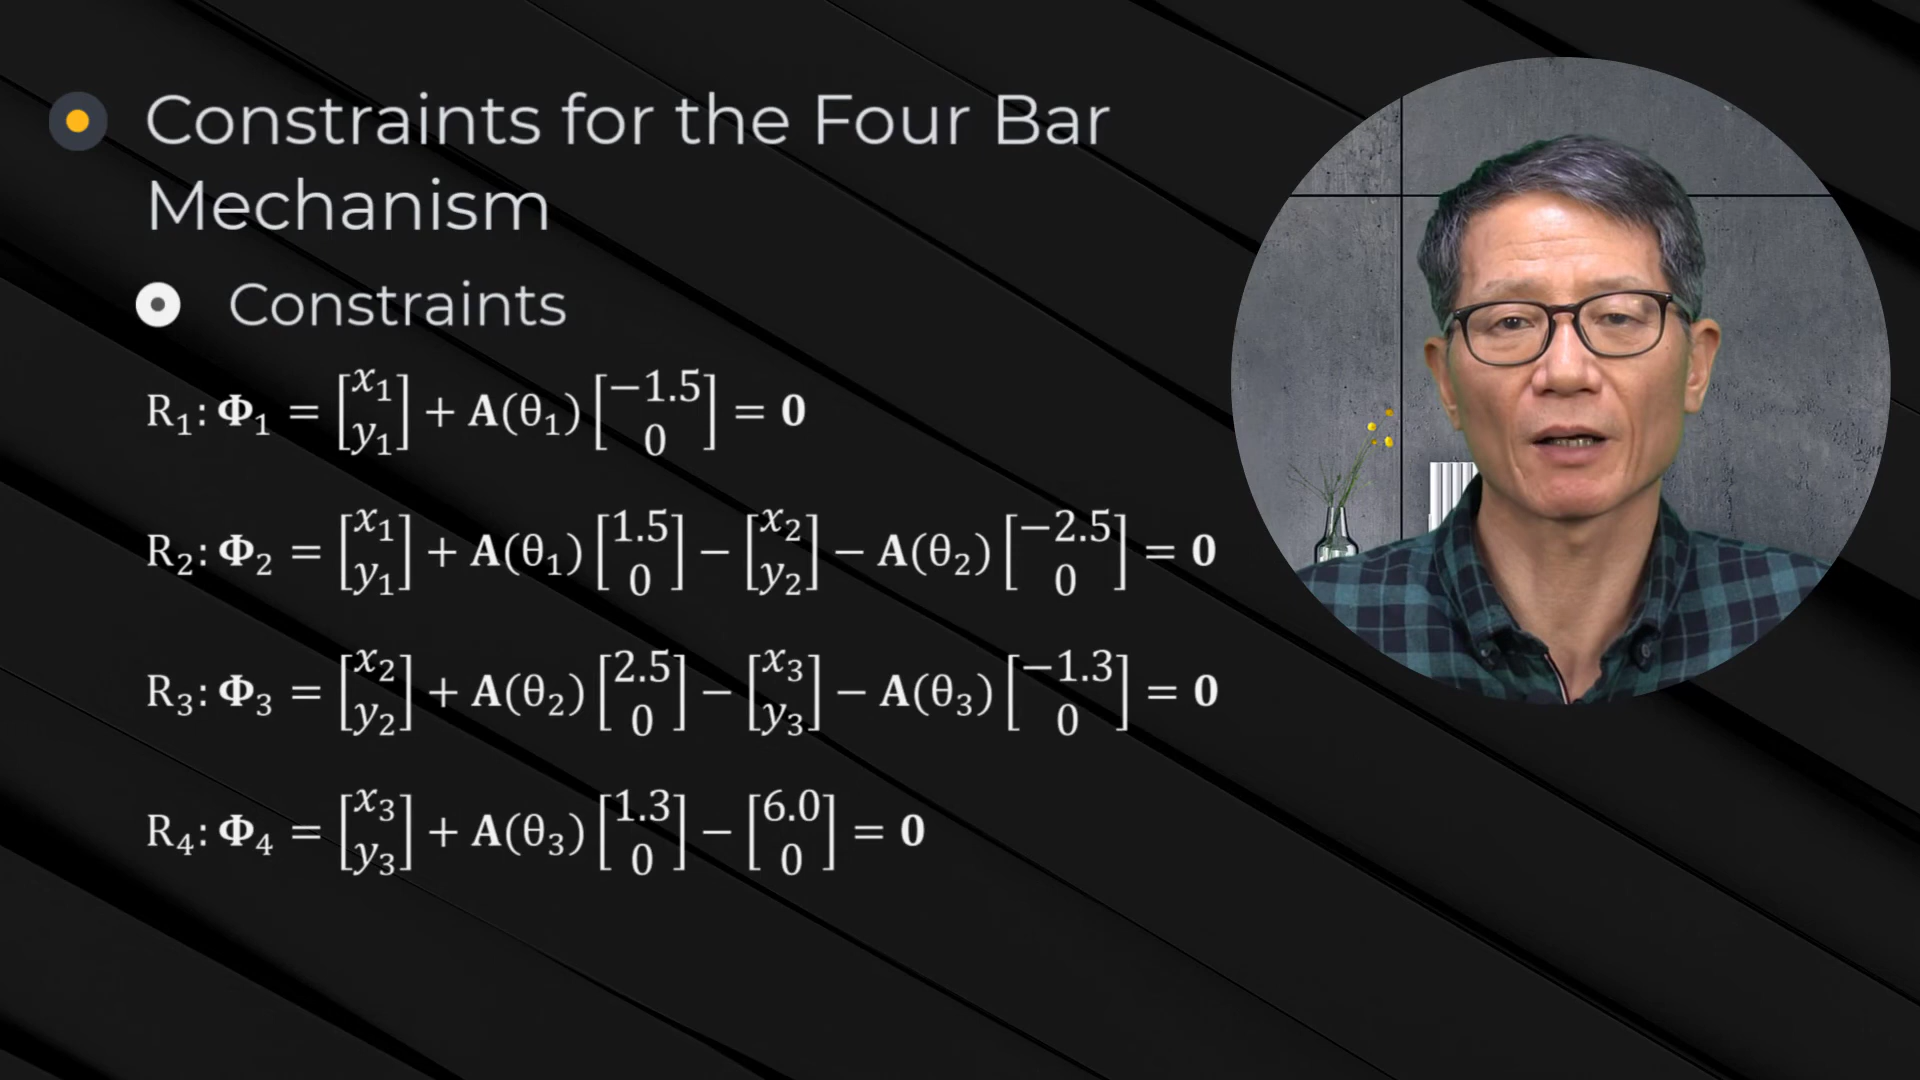 Constraints for the Four Bar
Mechanism
Constraints
R₁: Φ₁ = [x₁ y₁] + A(θ₁) [−1.5 0] = 0
R₂: Φ₂ = [x₁ y₁] + A(θ₁) [1.5 0] − [x₂ y₂] − A(θ₂) [−2.5 0] = 0
R₃: Φ₃ = [x₂ y₂] + A(θ₂) [2.5 0] − [x₃ y₃] − A(θ₃) [−1.3 0] = 0
R₄: Φ₄ = [x₃ y₃] + A(θ₃) [1.3 0] − [6.0 0] = 0